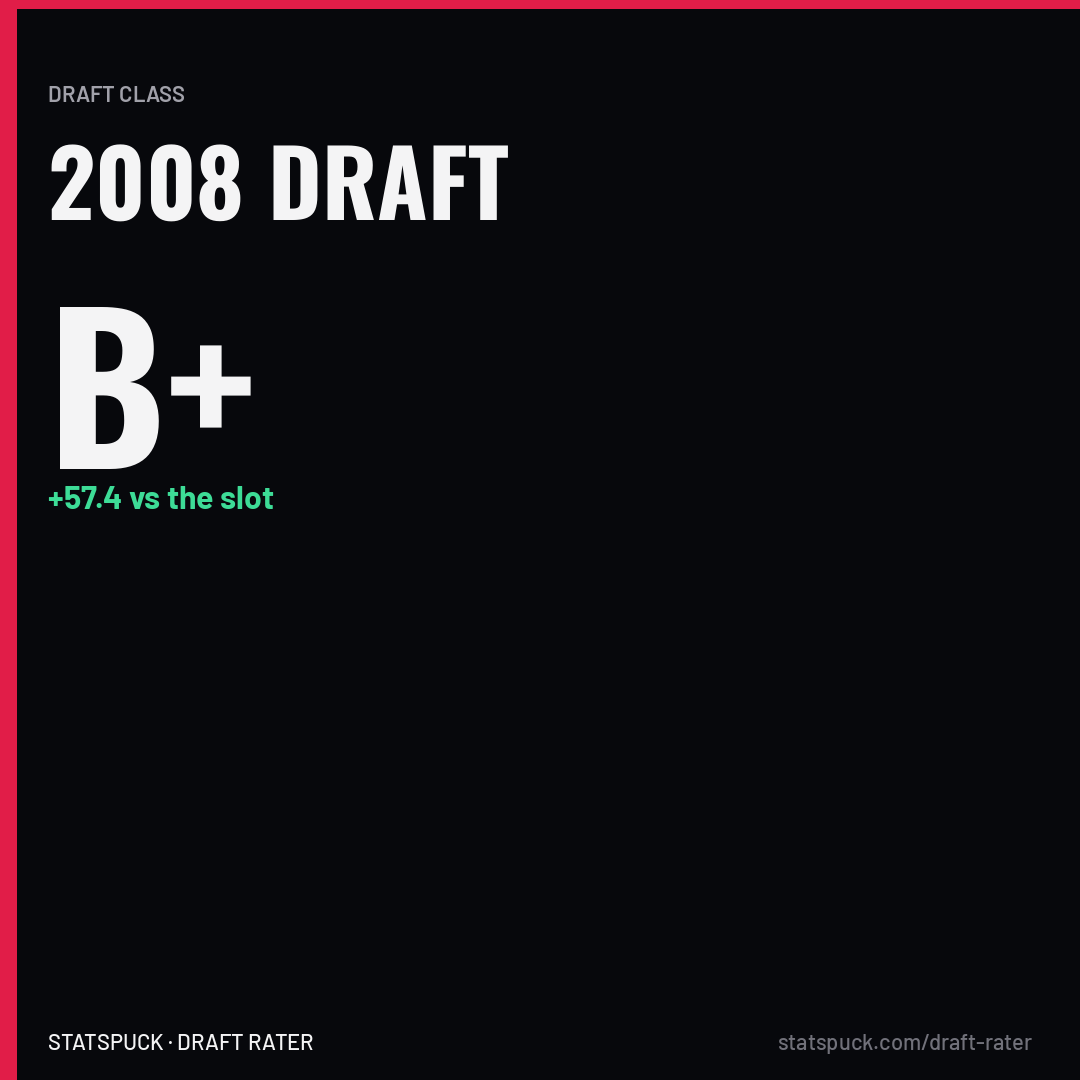 DRAFT CLASS
2008 DRAFT
B+
+57.4 vs the slot
STATSPUCK · DRAFT RATER
statspuck.com/draft-rater